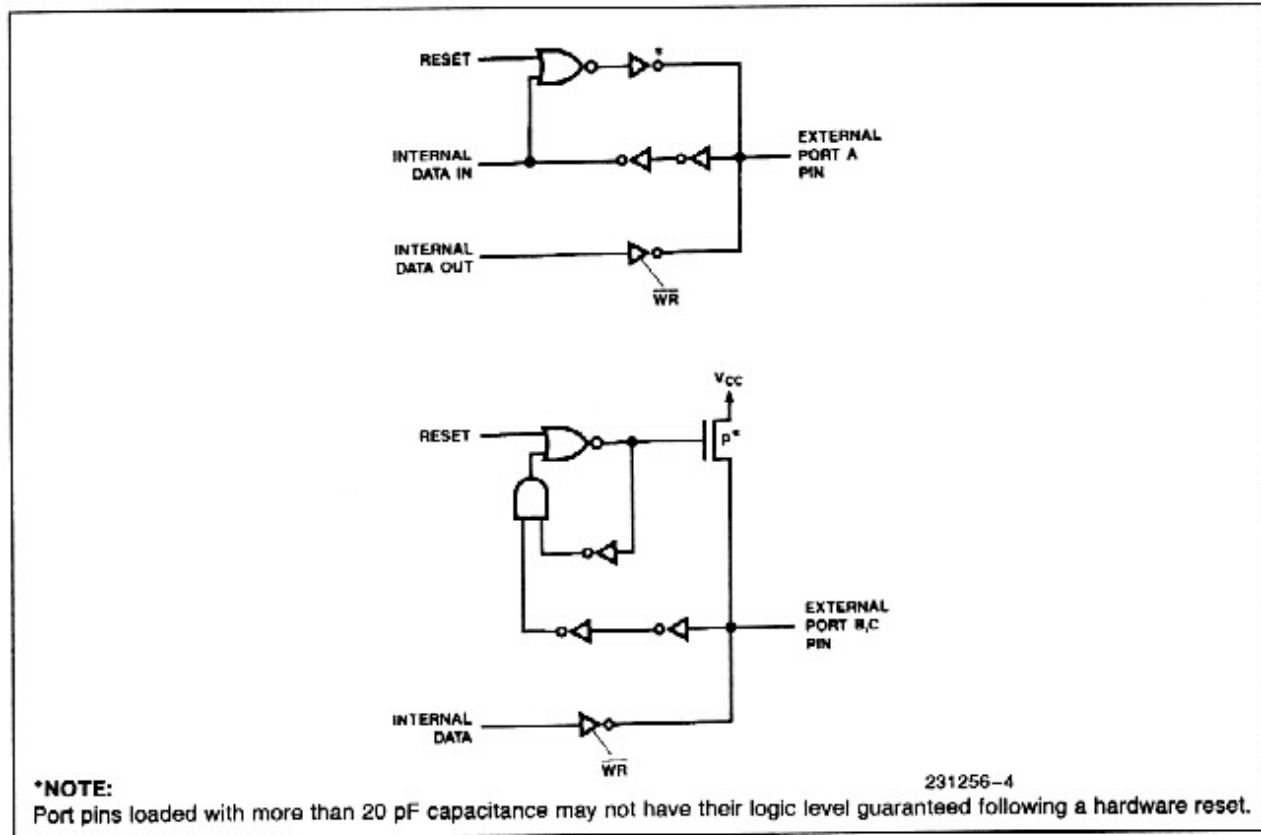 *
RESET
INTERNAL
DATA IN
EXTERNAL
PORT A
PIN
INTERNAL
DATA OUT
WR
VCC
RESET
P*
EXTERNAL
PORT B,C
PIN
INTERNAL
DATA
WR
231256–4
*NOTE:
Port pins loaded with more than 20 pF capacitance may not have their logic level guaranteed following a hardware reset.